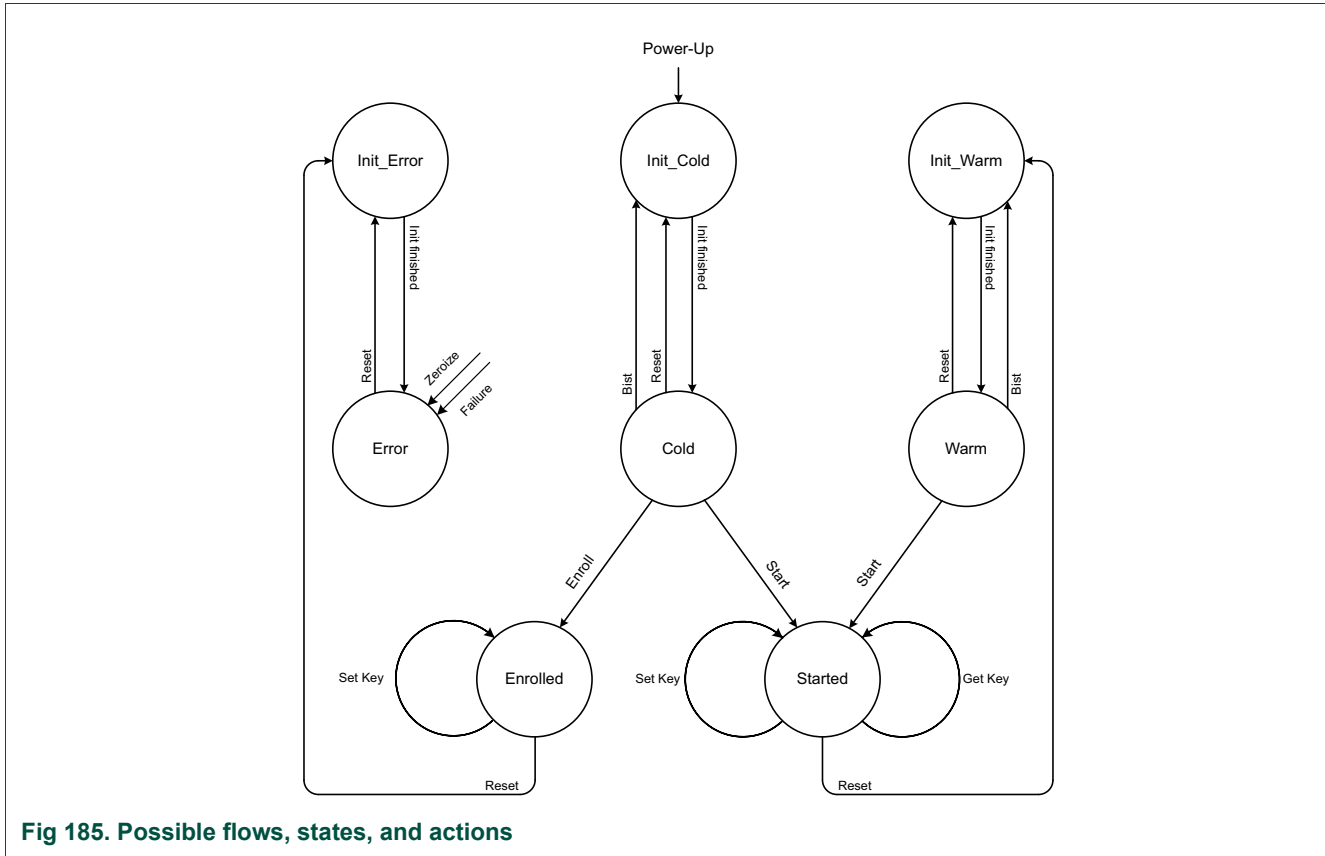 Power-Up
Init_Error
Init_Cold
Init_Warm
Reset
Init finished
Zeroize
Failure
Bist
Reset
Init finished
Reset
Init finished
Bist
Error
Cold
Warm
Enroll
Start
Start
Set Key
Enrolled
Set Key
Started
Get Key
Reset
Reset
Fig 185. Possible flows, states, and actions